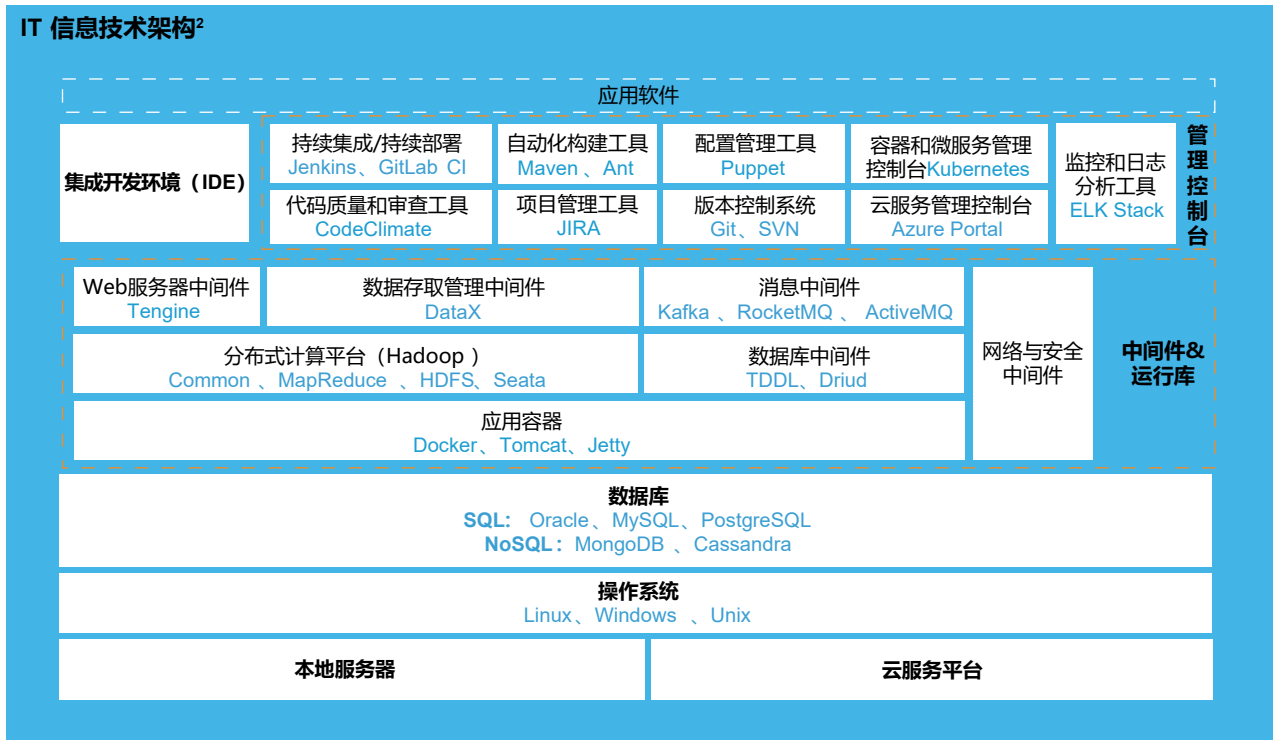 IT 信息技术架构²
应用软件
集成开发环境（IDE）
持续集成/持续部署
Jenkins、GitLab CI
自动化构建工具
Maven 、Ant
配置管理工具
Puppet
容器和微服务管理
控制台Kubernetes
代码质量和审查工具
CodeClimate
项目管理工具
JIRA
版本控制系统
Git、SVN
云服务管理控制台
Azure Portal
监控和日志
分析工具
ELK Stack
管
理
控
制
台
Web服务器中间件
Tengine
数据存取管理中间件
DataX
消息中间件
Kafka 、RocketMQ 、 ActiveMQ
分布式计算平台（Hadoop ）
Common 、MapReduce 、HDFS、Seata
数据库中间件
TDDL、Driud
应用容器
Docker、Tomcat、Jetty
网络与安全
中间件
中间件&
运行库
数据库
SQL： Oracle、MySQL、PostgreSQL
NoSQL：MongoDB 、Cassandra
操作系统
Linux、Windows 、Unix
本地服务器
云服务平台